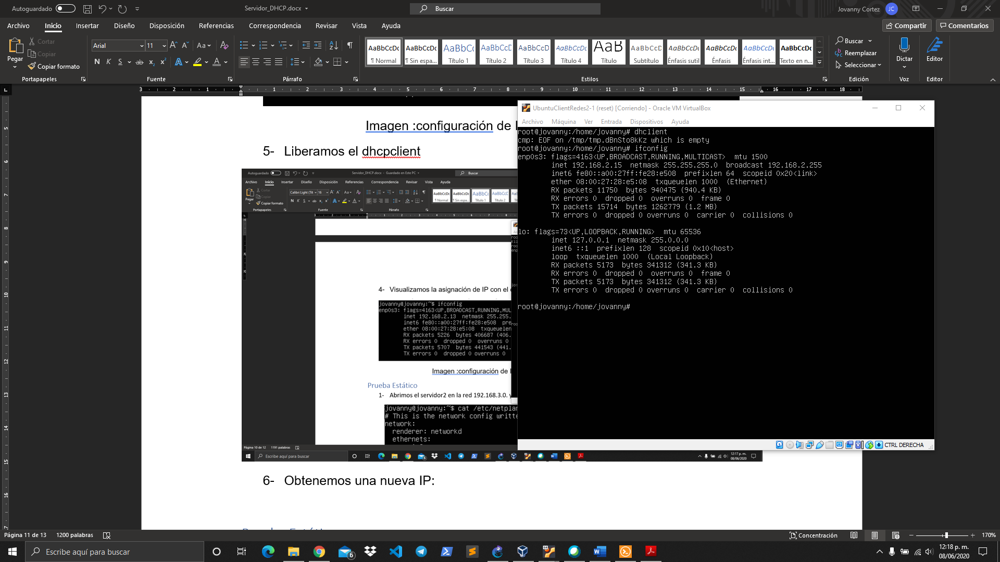 Autoguardado
Servidor_DHCP.docx
Buscar
Jovanny Cortez
JC
Archivo
Inicio
Insertar
Diseño
Disposición
Referencias
Correspondencia
Revisar
Vista
Ayuda
Compartir
Comentarios
Pegar
Cortar
Copiar
Copiar formato
Portapapeles
Arial
11
Fuente
Párrafo
AaBbCcDc
¶ Normal
AaBbCcDc
¶ Sin espa...
AaBbCc
Título 1
AaBbCcD
Título 2
AaBbCcD
Título 3
AaBbCcDc
Título 4
AaB
Título
AaBbCcD
Subtítulo
AaBbCcDc
Énfasis sutil
AaBbCcDc
Énfasis
AaBbCcDc
Énfasis int...
AaBbCcDc
Texto en n...
Estilos
Buscar
Reemplazar
Seleccionar
Edición
Dictar
Voz
Editor
Editor
3 2 1 1 2 3 4 5 6 7 8 9 10 11 12 13 14 15 16 17 18
Imagen :configuración de l
5- Liberamos el dhcpclient
Autoguardado
Servidor_DHCP.docx - Guardado en Este PC
Buscar
Archivo Inicio Insertar Diseño Disposición Referencias Correspondencia Revisar Vista Ayuda
Pegar
Cortar
Copiar
Copiar formato
Portapapeles
Calibri Light (Tít
16
Fuente
Párrafo
¶ Normal
¶ Sin espa...
Título 1
Título 2
4- Visualizamos la asignación de IP con el
jovanny@jovanny:~$ ifconfig
enp0s3: flags=4163<UP,BROADCAST,RUNNING,MUL
inet 192.168.2.13 netmask 255.255.
inet6 fe80::a00:27ff:fe28:e508 pre
ether 08:00:27:28:e5:08 txqueuelen
RX packets 5226 bytes 406687 (406.
RX errors 0 dropped 0 overruns 0
TX packets 5707 bytes 441543 (441.
TX errors 0 dropped 0 overruns 0
Imagen :configuración de l
Prueba Estático
1- Abrimos el servidor2 en la red 192.168.3.0. y
jovanny@jovanny:~$ cat /etc/netplan
# This is the network config writte
network:
renderer: networkd
ethernets:
Página 10 de 12 1191 palabras
Escribe aquí para buscar
12:17 p. m.
08/06/2020
6- Obtenemos una nueva IP:
UbuntuClientRedes2-1 (reset) [Corriendo] - Oracle VM VirtualBox
Archivo Máquina Ver Entrada Dispositivos Ayuda
root@jovanny:/home/jovanny# dhclient
cmp: EOF on /tmp/tmp.dBnSto8kKz which is empty
root@jovanny:/home/jovanny# ifconfig
enp0s3: flags=4163<UP,BROADCAST,RUNNING,MULTICAST> mtu 1500
inet 192.168.2.15 netmask 255.255.255.0 broadcast 192.168.2.255
inet6 fe80::a00:27ff:fe28:e508 prefixlen 64 scopeid 0x20<link>
ether 08:00:27:28:e5:08 txqueuelen 1000 (Ethernet)
RX packets 11750 bytes 940475 (940.4 KB)
RX errors 0 dropped 0 overruns 0 frame 0
TX packets 15714 bytes 1262779 (1.2 MB)
TX errors 0 dropped 0 overruns 0 carrier 0 collisions 0
lo: flags=73<UP,LOOPBACK,RUNNING> mtu 65536
inet 127.0.0.1 netmask 255.0.0.0
inet6 ::1 prefixlen 128 scopeid 0x10<host>
loop txqueuelen 1000 (Local Loopback)
RX packets 5173 bytes 341312 (341.3 KB)
RX errors 0 dropped 0 overruns 0 frame 0
TX packets 5173 bytes 341312 (341.3 KB)
TX errors 0 dropped 0 overruns 0 carrier 0 collisions 0
root@jovanny:/home/jovanny#
CTRL DERECHA
Página 11 de 13
1200 palabras
Concentración
170%
Escribe aquí para buscar
6
12:18 p. m.
08/06/2020